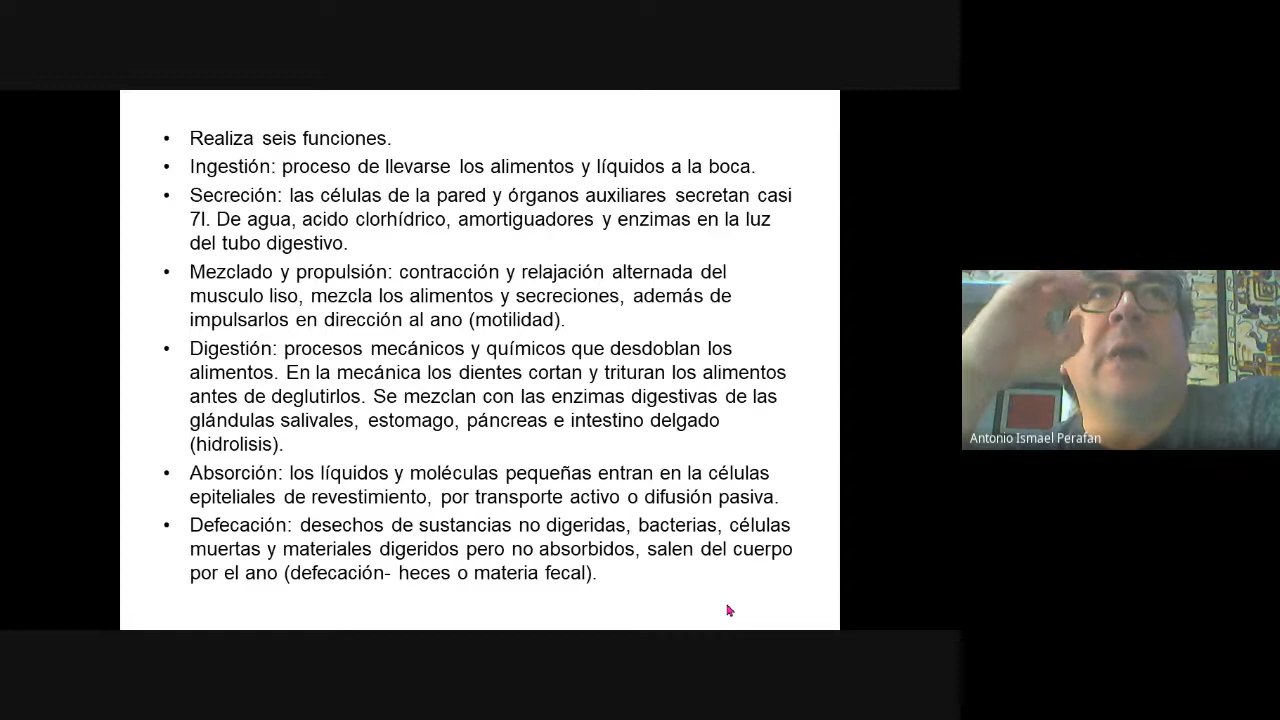 • Realiza seis funciones.
• Ingestión: proceso de llevarse los alimentos y líquidos a la boca.
• Secreción: las células de la pared y órganos auxiliares secretan casi
7l. De agua, acido clorhídrico, amortiguadores y enzimas en la luz
del tubo digestivo.
• Mezclado y propulsión: contracción y relajación alternada del
musculo liso, mezcla los alimentos y secreciones, además de
impulsarlos en dirección al ano (motilidad).
• Digestión: procesos mecánicos y químicos que desdoblan los
alimentos. En la mecánica los dientes cortan y trituran los alimentos
antes de deglutirlos. Se mezclan con las enzimas digestivas de las
glándulas salivales, estomago, páncreas e intestino delgado
(hidrolisis).
• Absorción: los líquidos y moléculas pequeñas entran en la células
epiteliales de revestimiento, por transporte activo o difusión pasiva.
• Defecación: desechos de sustancias no digeridas, bacterias, células
muertas y materiales digeridos pero no absorbidos, salen del cuerpo
por el ano (defecación- heces o materia fecal).
Antonio Ismael Perafan